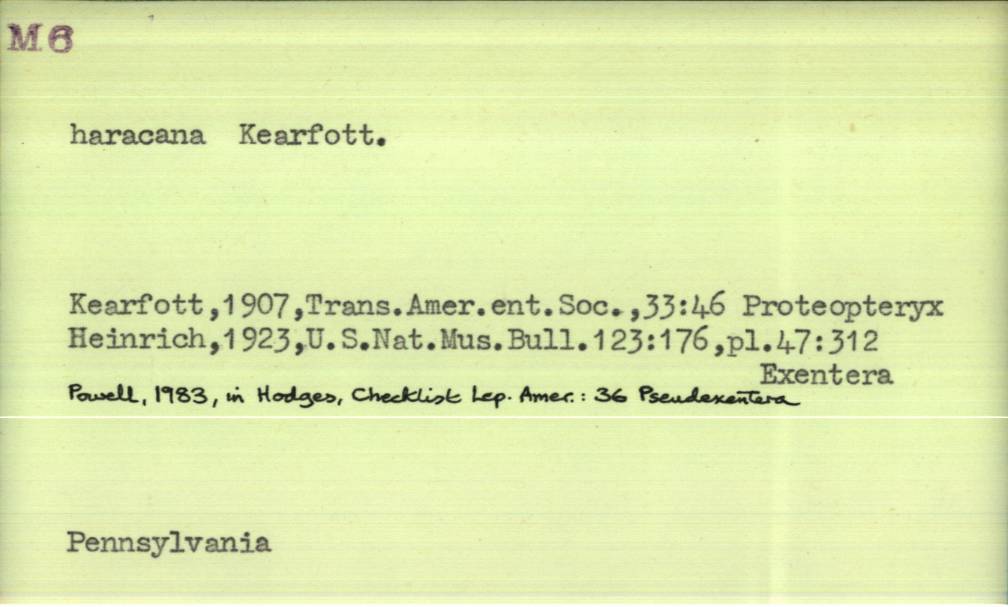 M6
haracana Kearfott.
Kearfott,1907,Trans.Amer.ent.Soc.,33:46 Proteopteryx
Heinrich,1923,U.S.Nat.Mus.Bull.123:176,pl.47:312
Exentera
Powell, 1983, in Hodges, Checklist Lep. Amer.: 36 Pseudexentera
Pennsylvania